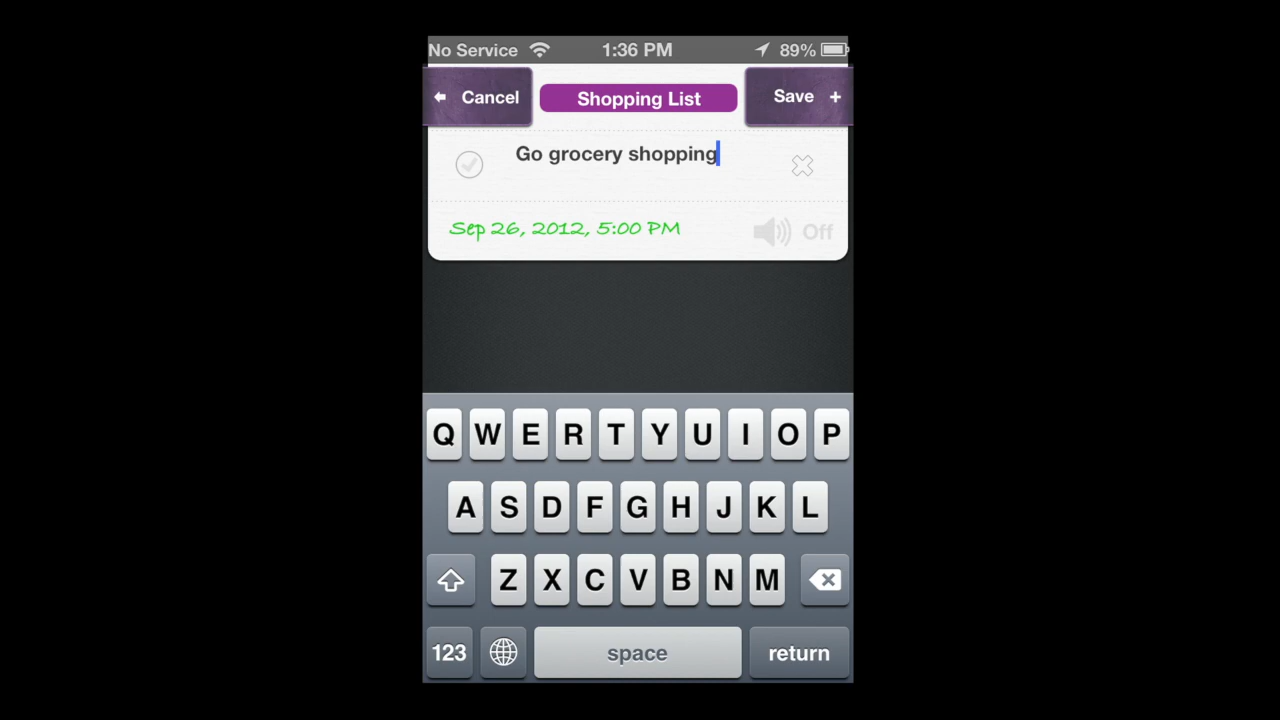 No Service 1:36 PM 89%
Cancel Shopping List Save +
Go grocery shopping
Sep 26, 2012, 5:00 PM Off
Q W E R T Y U I O P
A S D F G H J K L
Z X C V B N M
123 space return